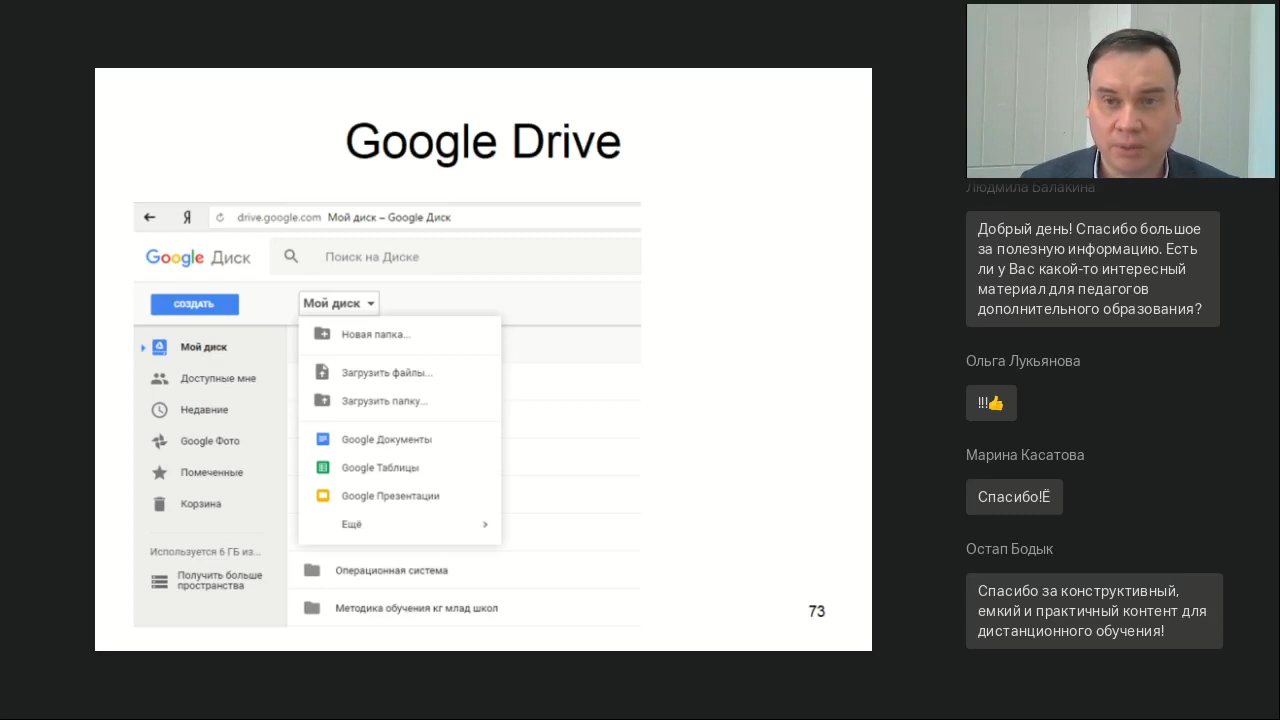 Google Drive
Я
drive.google.com Мой диск – Google Диск
Google Диск
Поиск на Диске
СОЗДАТЬ
Мой диск
Новая папка...
Загрузить файлы...
Загрузить папку...
Google Документы
Google Таблицы
Google Презентации
Ещё
Мой диск
Доступные мне
Недавние
Google Фото
Помеченные
Корзина
Используется 6 ГБ из...
Получить больше
пространства
Операционная система
Методика обучения кг млад школ
73
Людмила Балакина
Добрый день! Спасибо большое
за полезную информацию. Есть
ли у Вас какой-то интересный
материал для педагогов
дополнительного образования?
Ольга Лукьянова
!!!👍
Марина Касатова
Спасибо!Ё
Остап Бодык
Спасибо за конструктивный,
емкий и практичный контент для
дистанционного обучения!